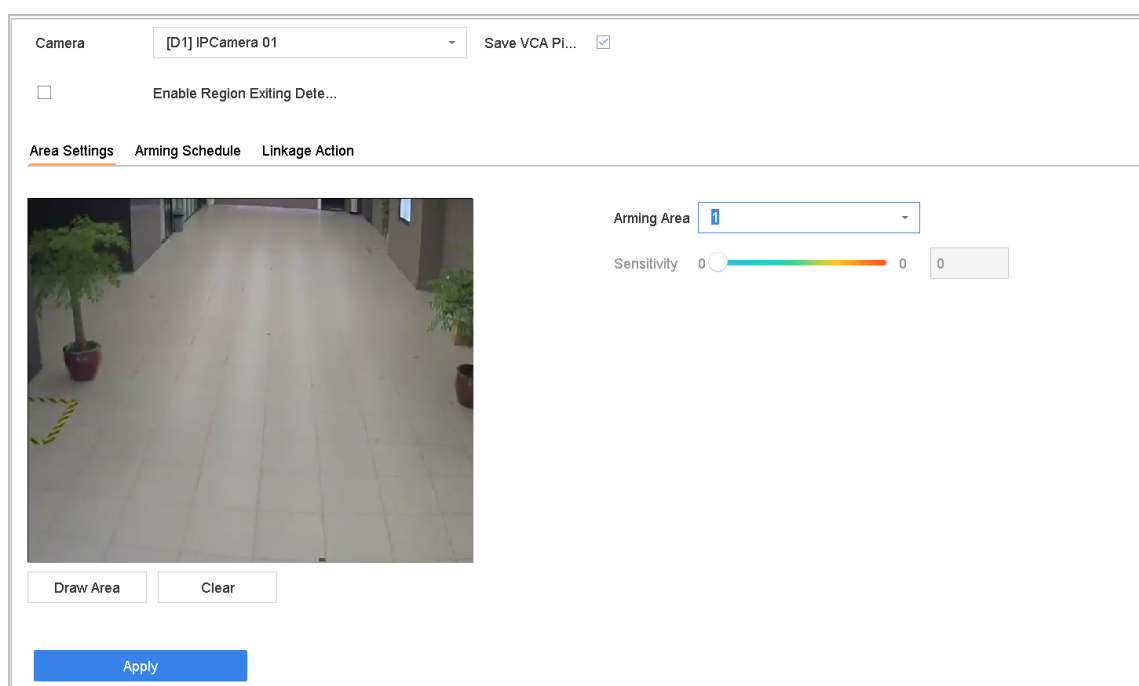 Camera [D1] IPCamera 01 Save VCA Pi...
Enable Region Exiting Dete...
Area Settings Arming Schedule Linkage Action
Arming Area 1
Sensitivity 0 0 0
Draw Area Clear
Apply